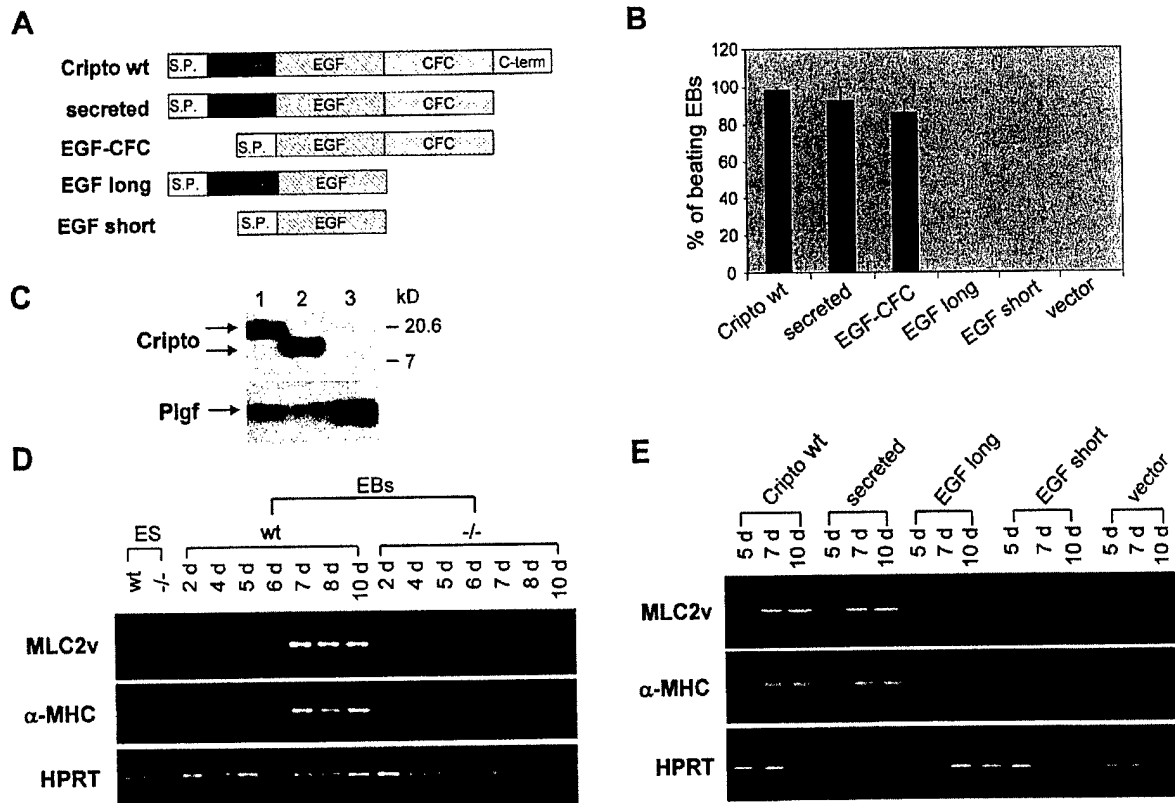 A
Cripto wt S.P. EGF CFC C-term
secreted S.P. EGF CFC
EGF-CFC S.P. EGF CFC
EGF long S.P. EGF
EGF short S.P. EGF
B
% of beating EBs
120
100
80
60
40
20
0
Cripto wt
secreted
EGF-CFC
EGF long
EGF short
vector
C
1 2 3 kD
Cripto
20.6
7
Plgf
D
EBs
ES wt -/-
wt -/- 2 d 4 d 5 d 6 d 7 d 8 d 10 d 2 d 4 d 5 d 6 d 7 d 8 d 10 d
MLC2v
α-MHC
HPRT
E
Cripto wt secreted EGF long EGF short vector
5 d 7 d 10 d 5 d 7 d 10 d 5 d 7 d 10 d 5 d 7 d 10 d 5 d 7 d 10 d
MLC2v
α-MHC
HPRT